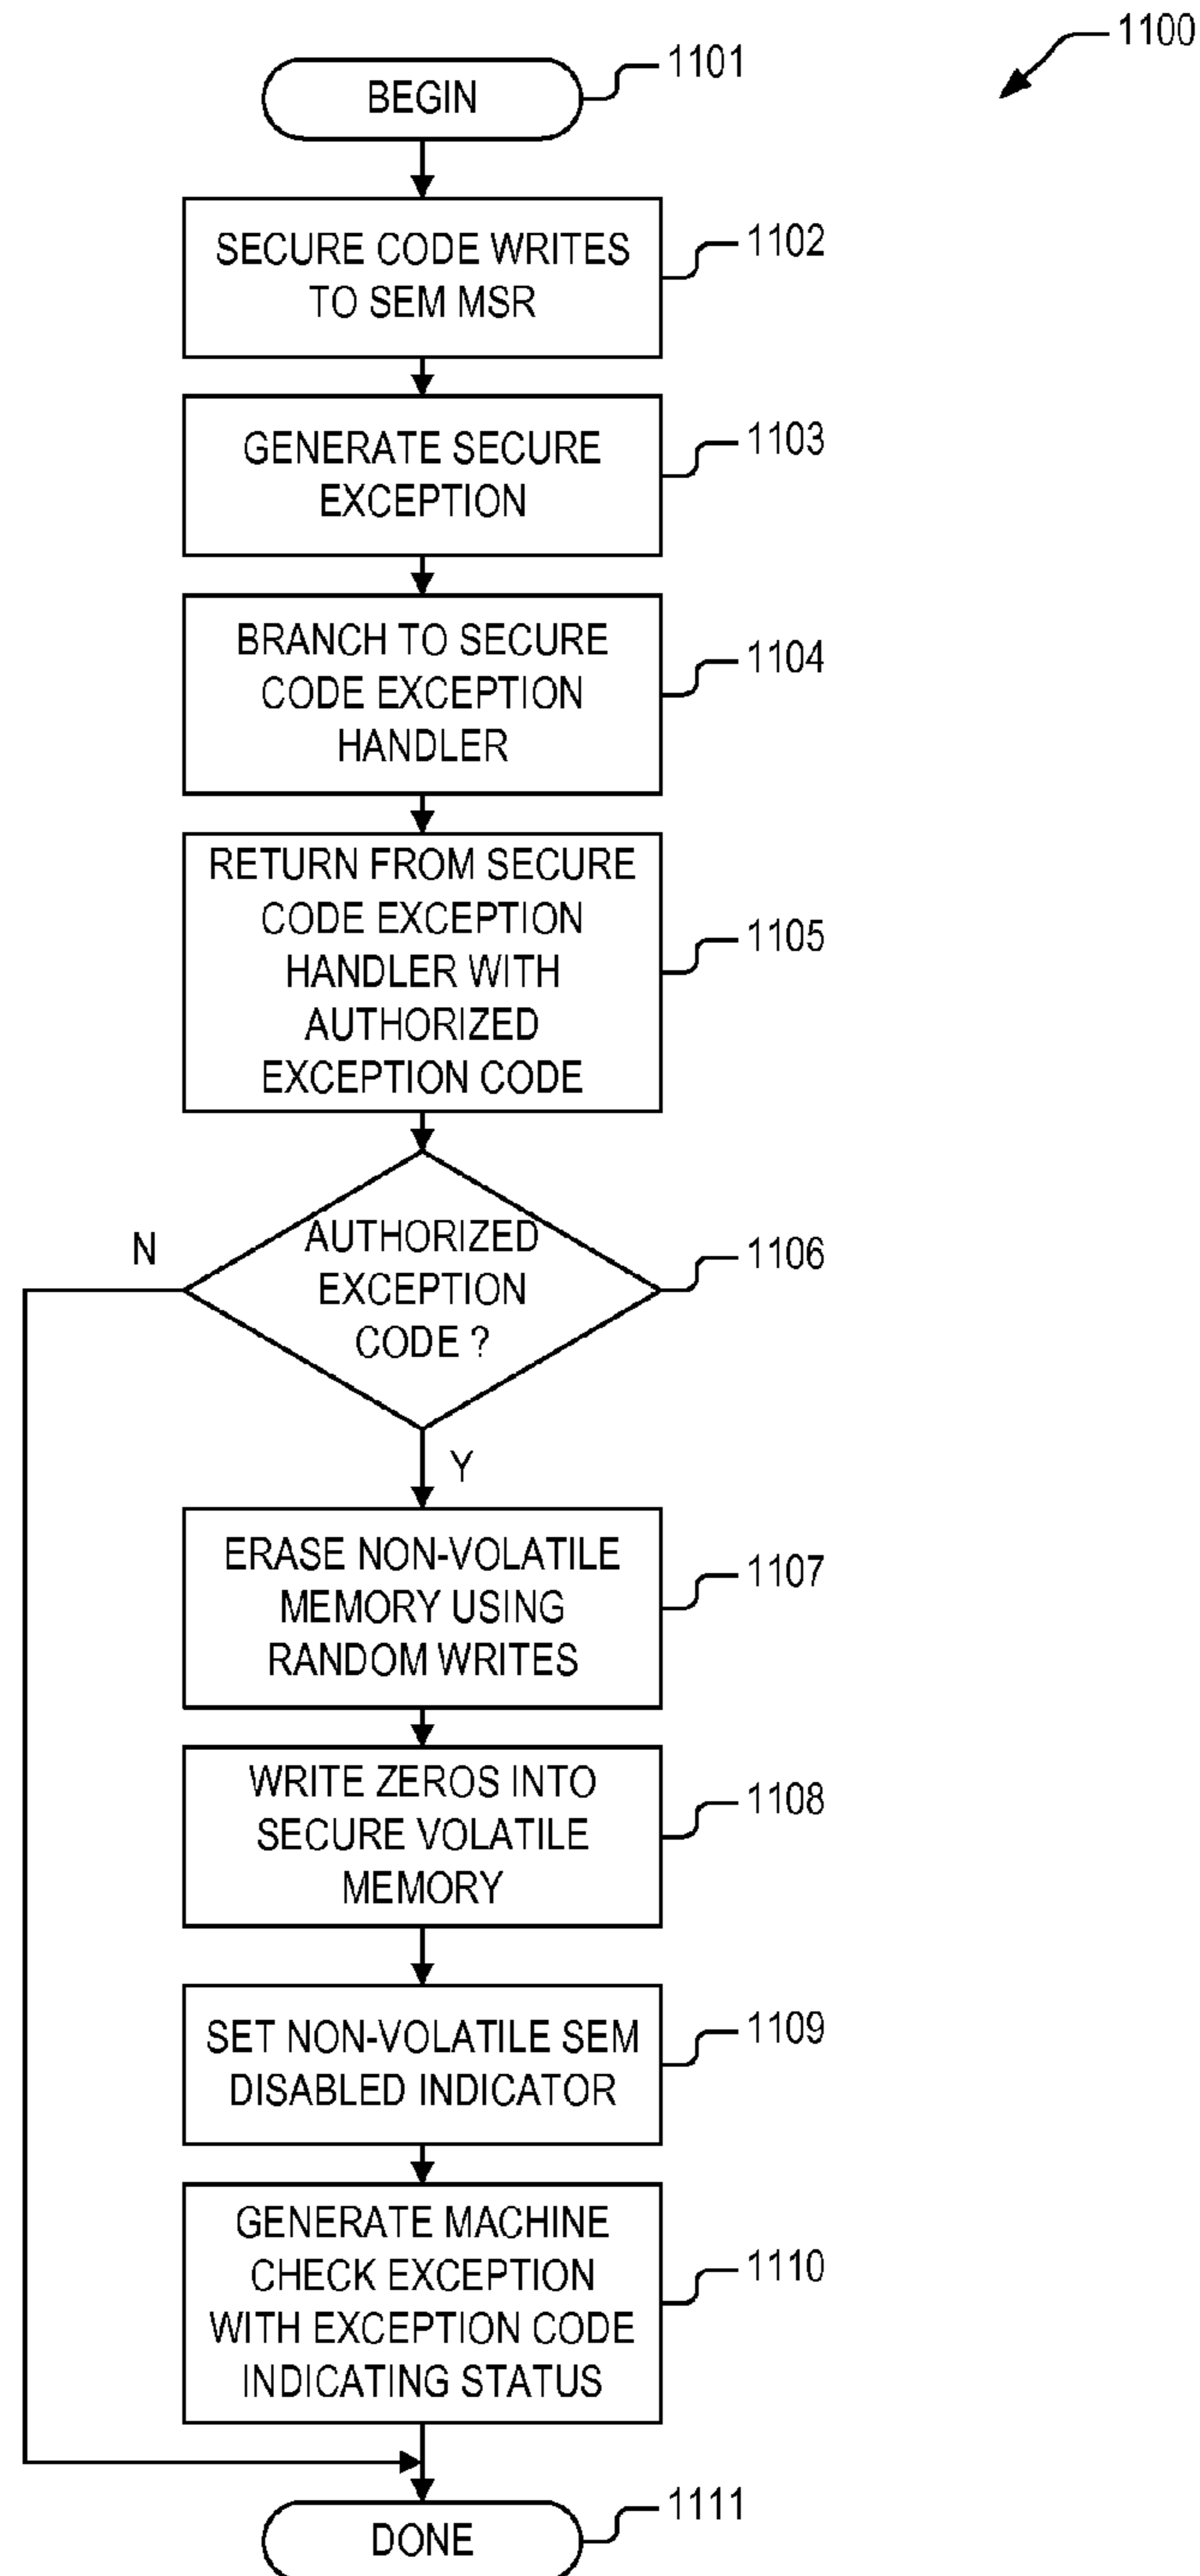 1100
BEGIN
1101
SECURE CODE WRITES
TO SEM MSR
1102
GENERATE SECURE
EXCEPTION
1103
BRANCH TO SECURE
CODE EXCEPTION
HANDLER
1104
RETURN FROM SECURE
CODE EXCEPTION
HANDLER WITH
AUTHORIZED
EXCEPTION CODE
1105
AUTHORIZED
EXCEPTION
CODE ?
1106
N
Y
ERASE NON-VOLATILE
MEMORY USING
RANDOM WRITES
1107
WRITE ZEROS INTO
SECURE VOLATILE
MEMORY
1108
SET NON-VOLATILE SEM
DISABLED INDICATOR
1109
GENERATE MACHINE
CHECK EXCEPTION
WITH EXCEPTION CODE
INDICATING STATUS
1110
DONE
1111